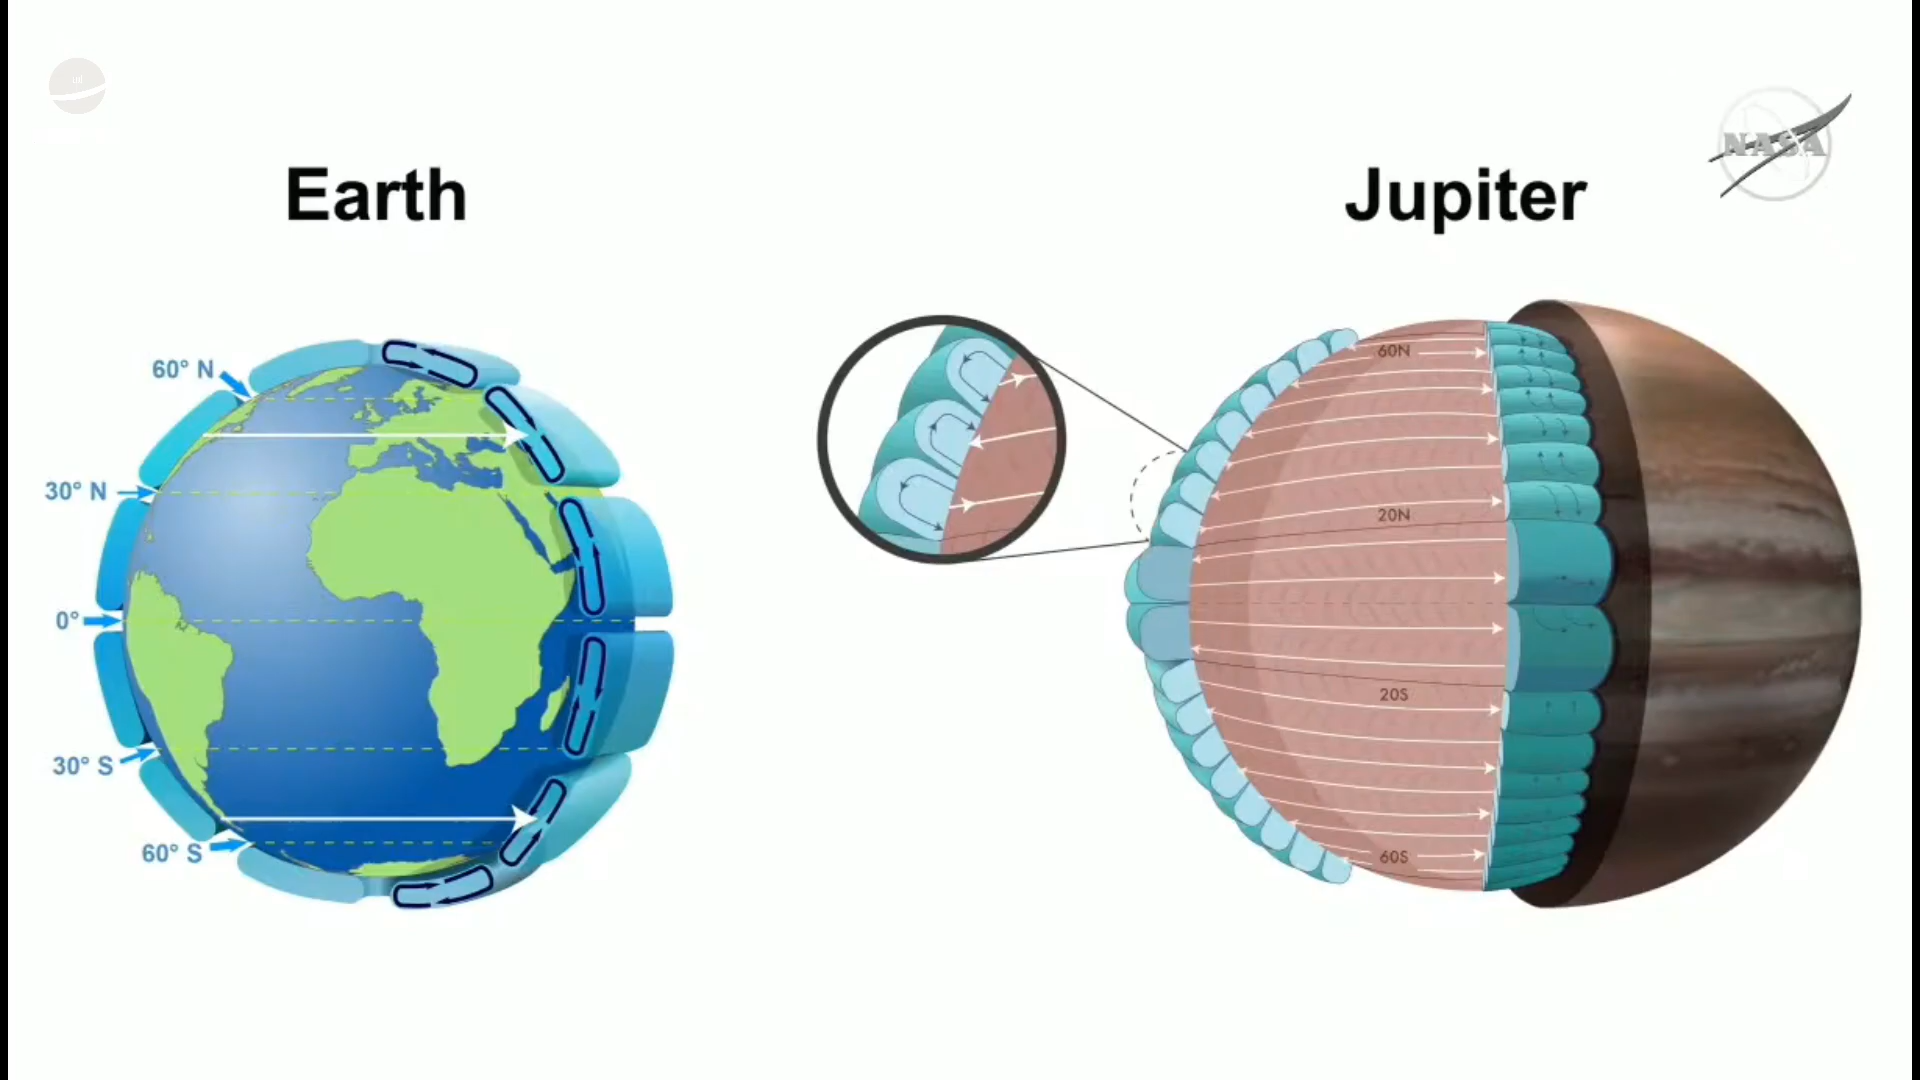 NASA
Earth
Jupiter
60° N
30° N
0°
30° S
60° S
60N
20N
20S
60S